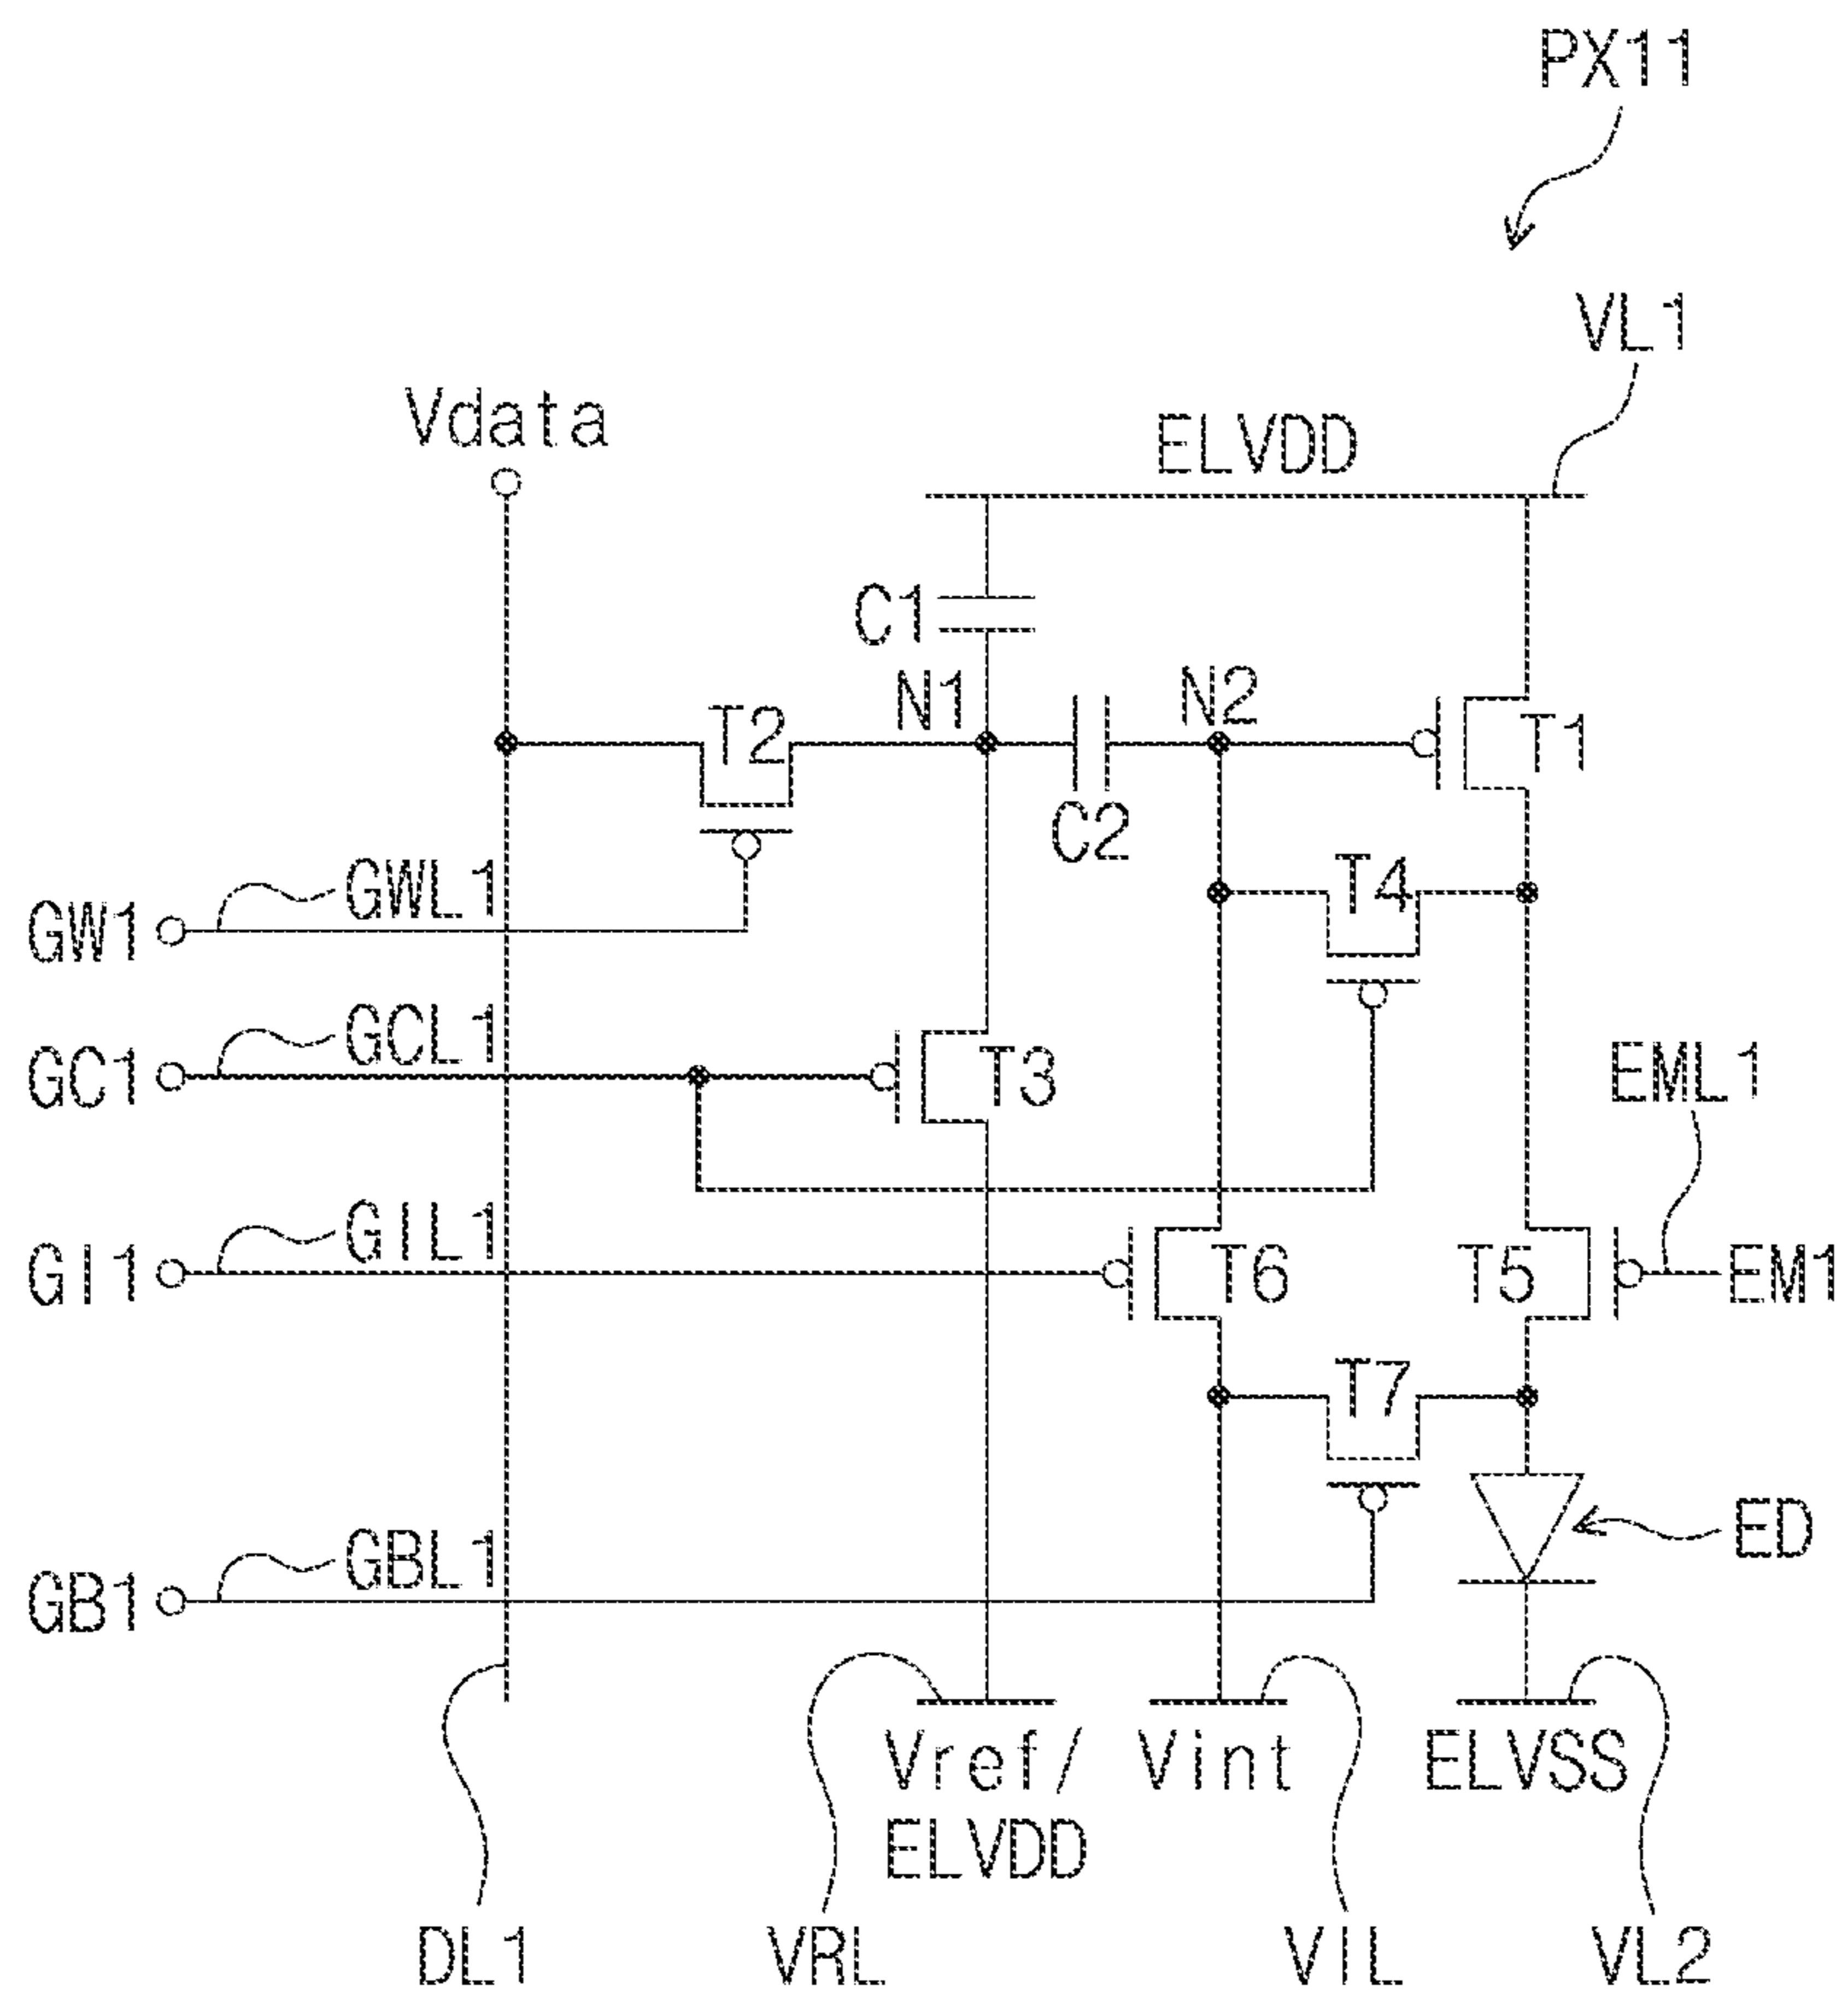 PX11
VL1
Vdata
ELVDD
C1
N1
N2
T2
T1
C2
GWL1
T4
GW1
GCL1
GC1
T3
EML1
GIL1
GI1
T6
T5
EM1
T7
GBL1
ED
GB1
Vref/
ELVDD
Vint
ELVSS
DL1
VRL
VIL
VL2